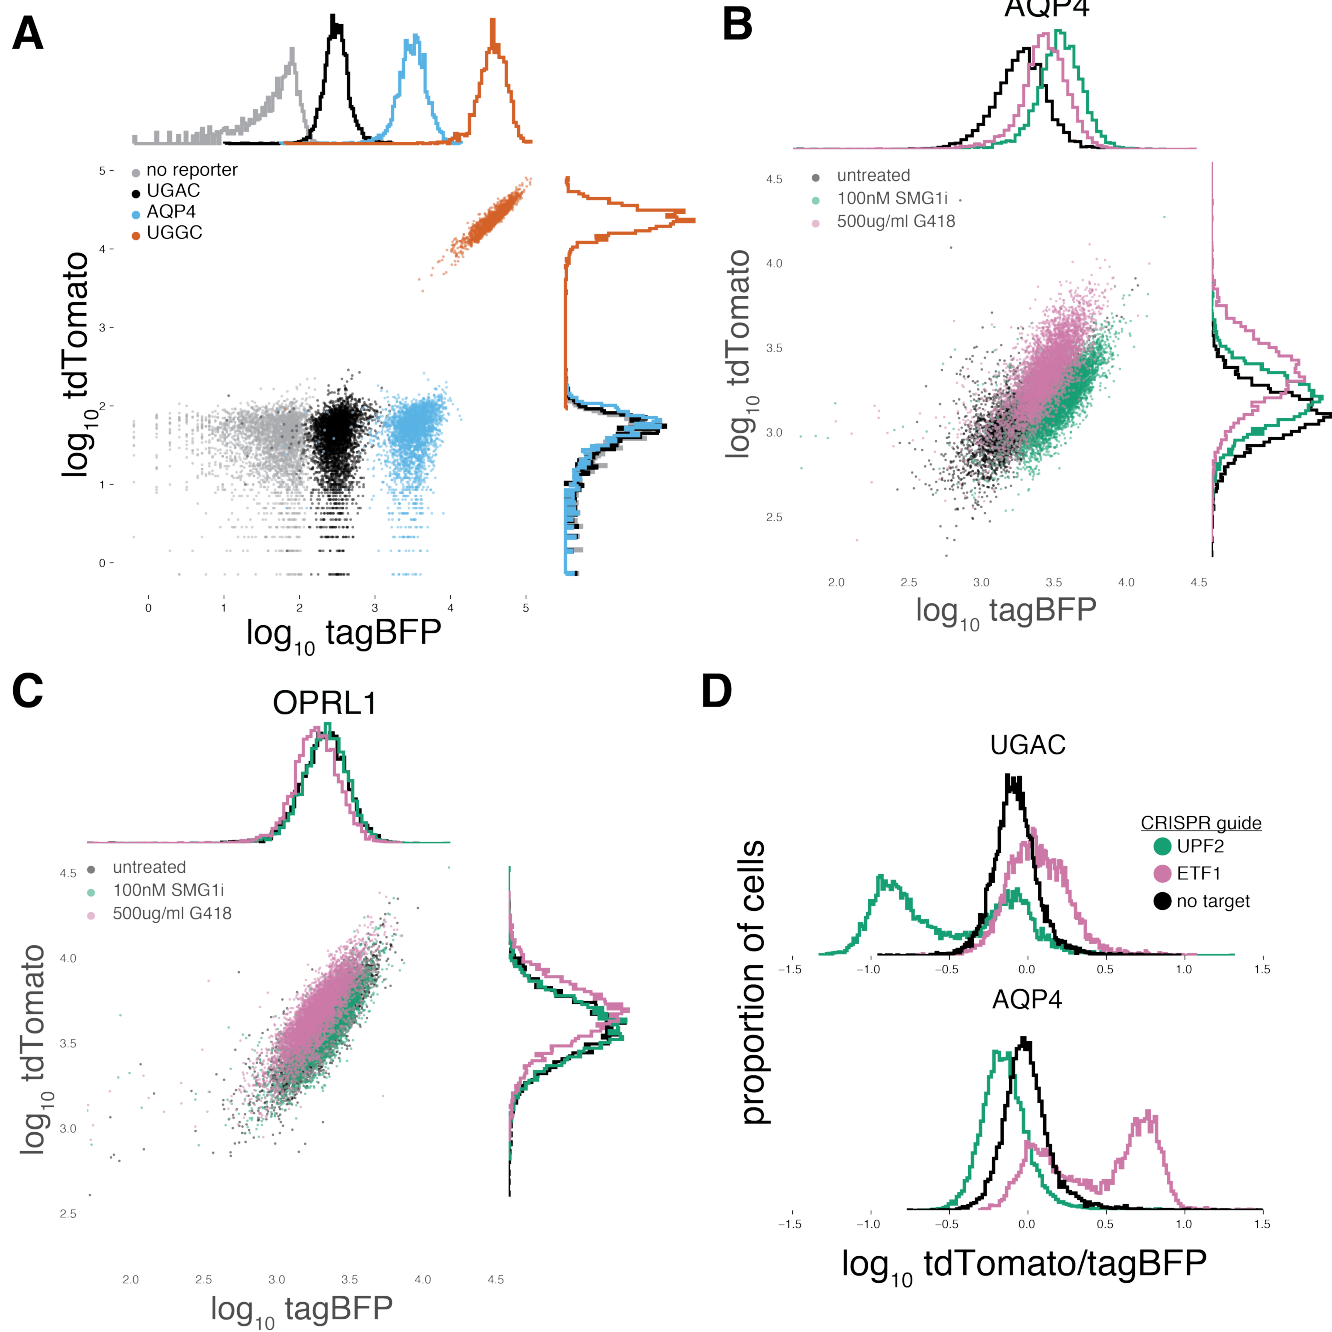 A
no reporter
UGAC
AQP4
UGGC
5
4
3
2
1
0
log10 tdTomato
0 1 2 3 4 5
log10 tagBFP
B
AQP4
untreated
100nM SMG1i
500ug/ml G418
4.5
4.0
3.5
3.0
2.5
log10 tdTomato
2.0 2.5 3.0 3.5 4.0 4.5
log10 tagBFP
C
OPRL1
untreated
100nM SMG1i
500ug/ml G418
4.5
4.0
3.5
3.0
2.5
log10 tdTomato
2.0 2.5 3.0 3.5 4.0 4.5
log10 tagBFP
D
UGAC
CRISPR guide
UPF2
ETF1
no target
−1.5 −1.0 −0.5 0.0 0.5 1.0 1.5
AQP4
−1.5 −1.0 −0.5 0.0 0.5 1.0 1.5
proportion of cells
log10 tdTomato/tagBFP